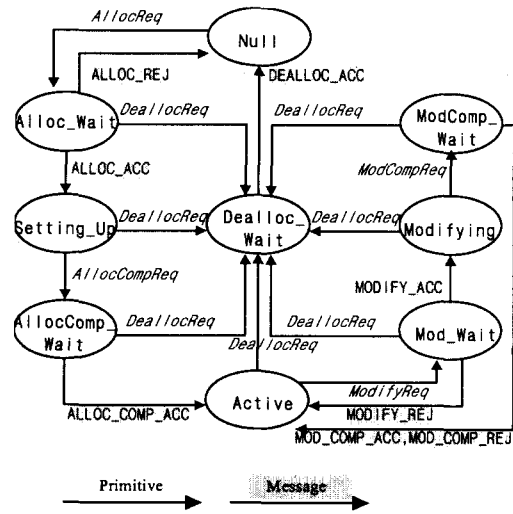 AllocReq
Null
ALLOC_REJ
DEALLOC_ACC
Alloc_Wait
DeallocReq
DeallocReq
ModComp_
Wait
ALLOC_ACC
ModCompReq
Setting_Up
DeallocReq
Dealloc_
Wait
DeallocReq
Modifying
AllocCompReq
MODIFY_ACC
AllocComp_
Wait
DeallocReq
DeallocReq
DeallocReq
Mod_Wait
ALLOC_COMP_ACC
Active
ModifyReq
MODIFY_REJ
MOD_COMP_ACC,MOD_COMP_REJ
Primitive
Message